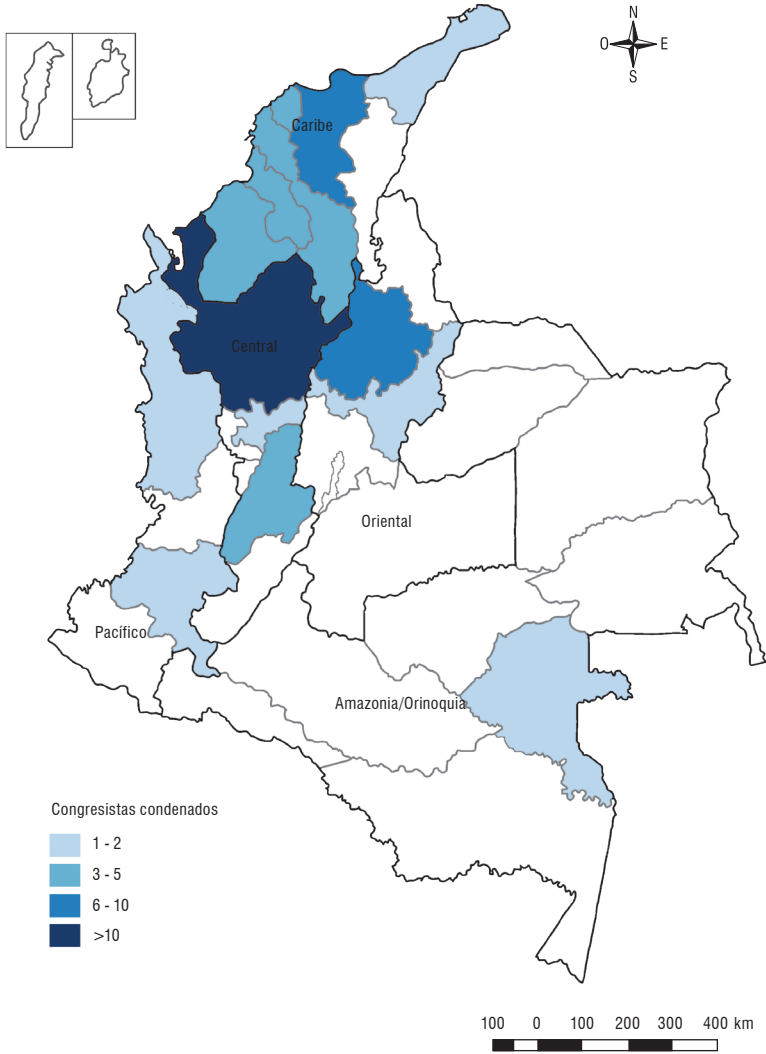 N
O E
S
Caribe
Central
Oriental
Pacífico
Amazonia/Orinoquia
Congresistas condenados
1 - 2
3 - 5
6 - 10
>10
100 0 100 200 300 400 km